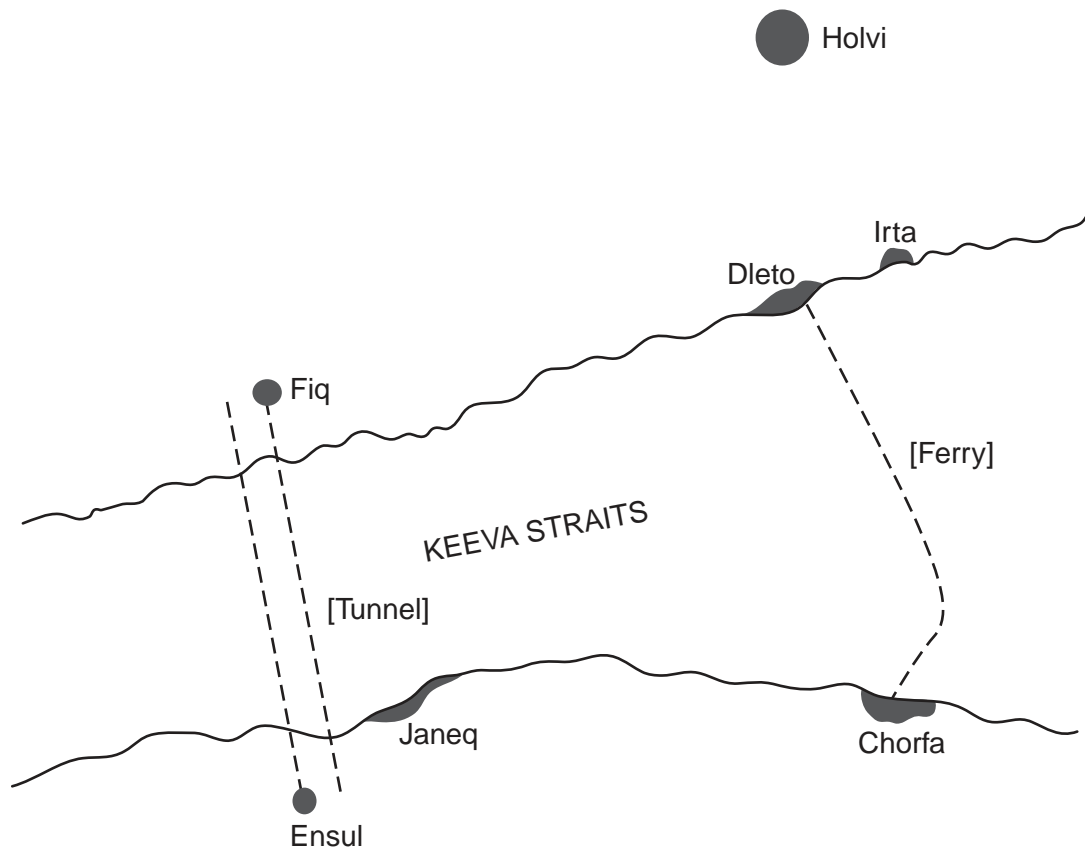 Holvi
Irta
Dleto
Fiq
[Ferry]
KEEVA STRAITS
[Tunnel]
Janeq
Chorfa
Ensul